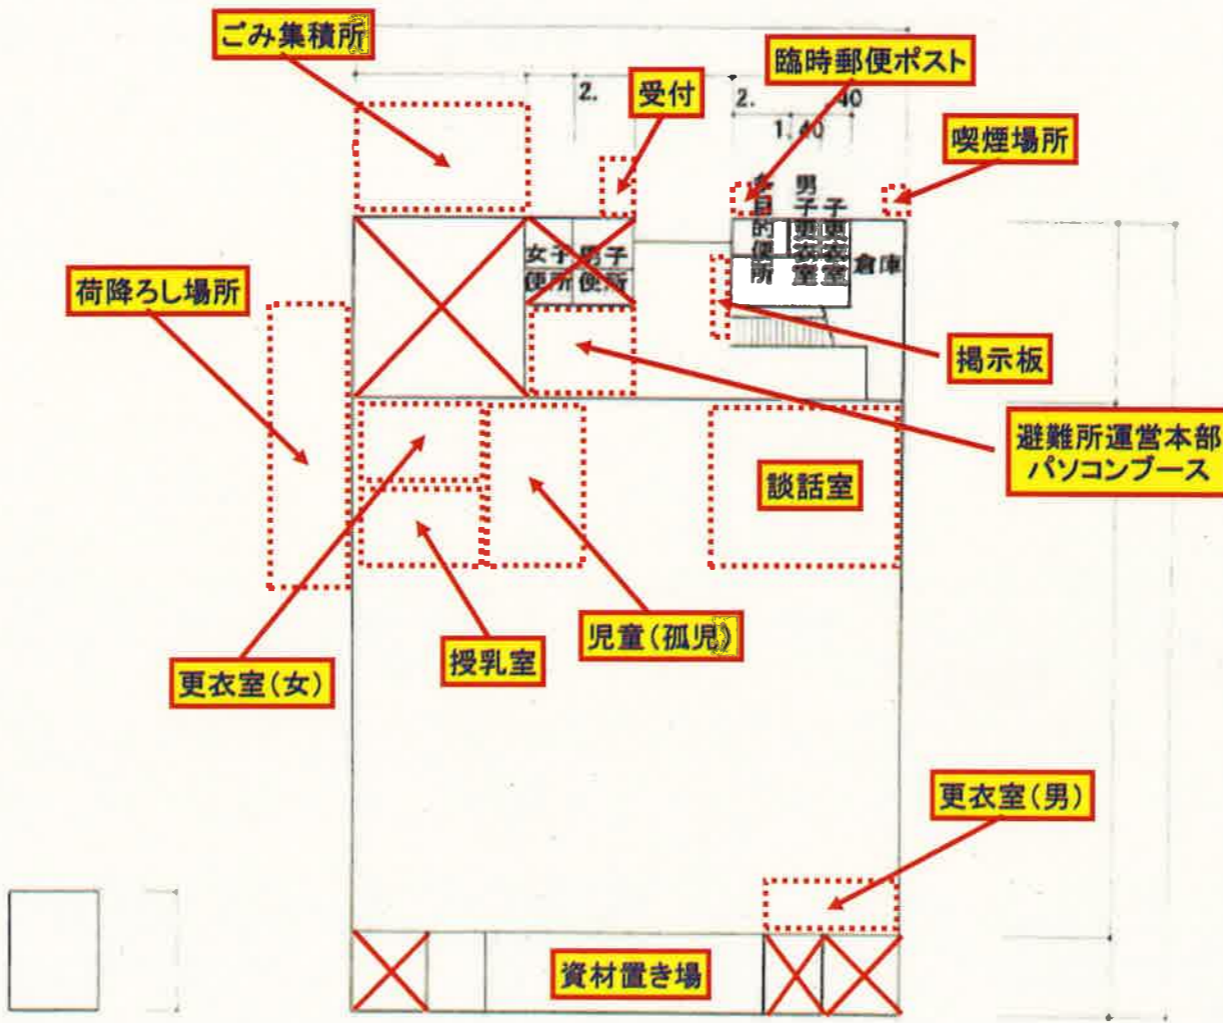 ごみ集積所
臨時郵便ポスト
2.
受付
2.
40
1.40
喫煙場所
多目的便所
男子更衣室
子更衣室
倉庫
女子便所
男子便所
荷降ろし場所
掲示板
避難所運営本部
パソコンブース
談話室
児童(孤児)
授乳室
更衣室(女)
更衣室(男)
資材置き場